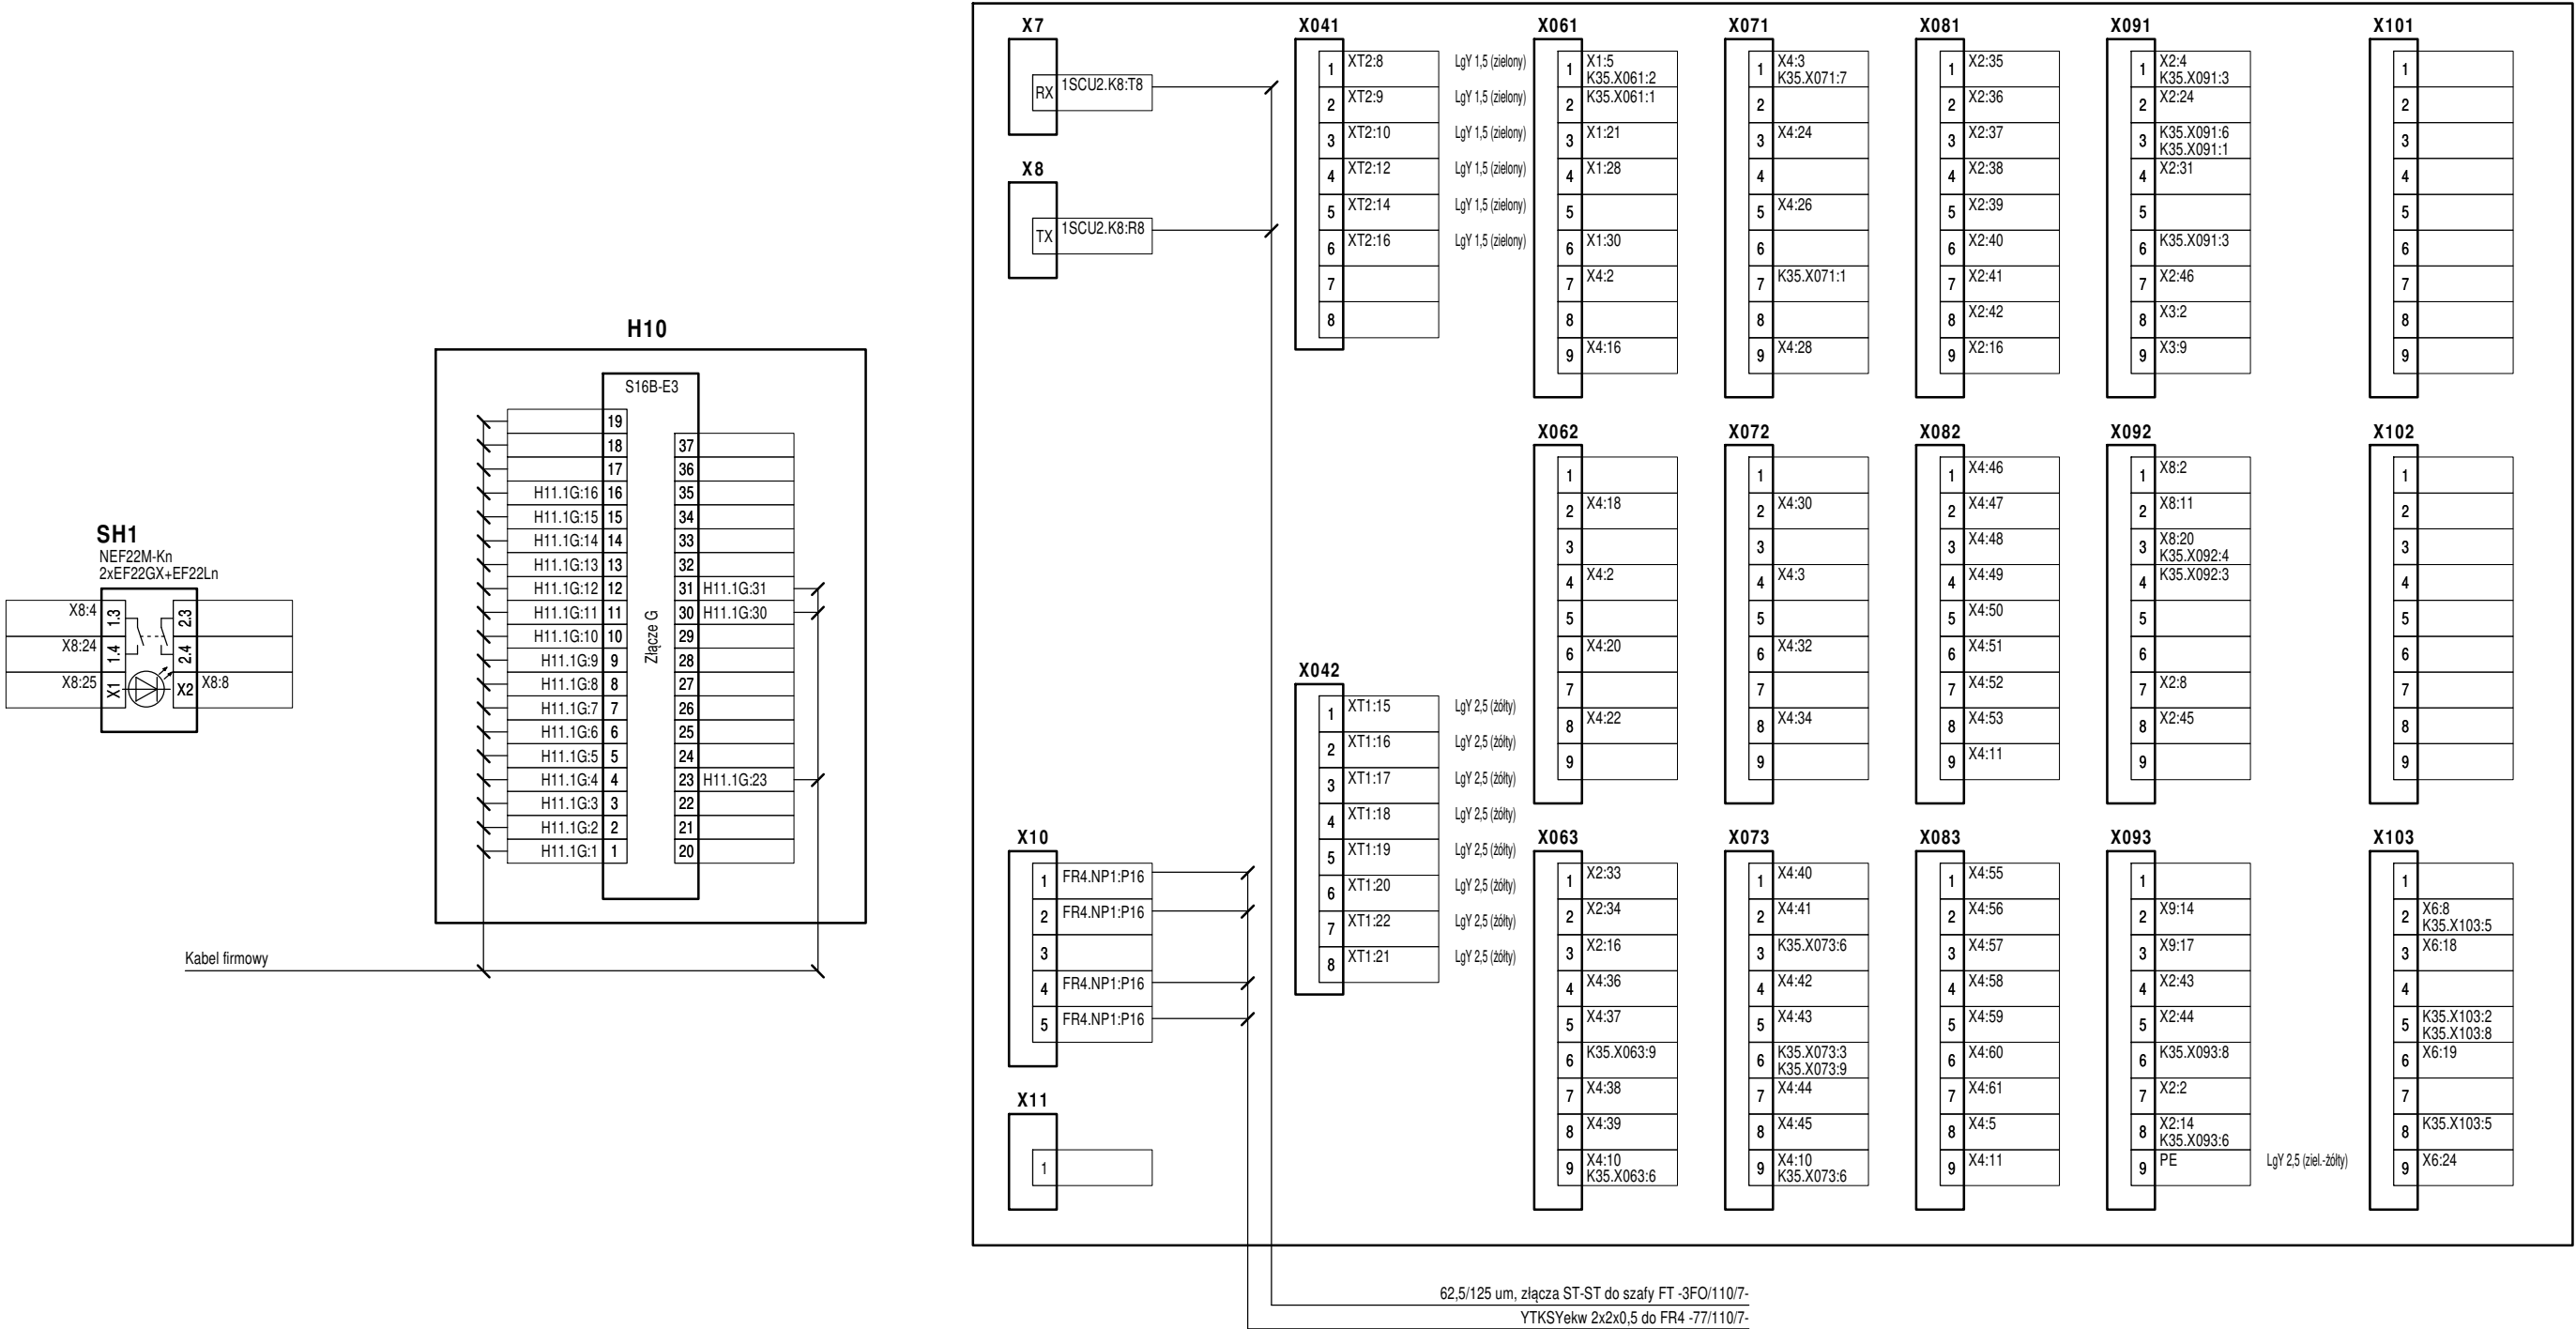 SH1
NEF22M-Kn
2xEF22GX+EF22Ln
X8:4 1.3 2.3
X8:24 1.4 2.4
X8:25 X1 X2 X8:8
H10
S16B-E3
Złącze G
19
18 37
17 36
H11.1G:16 16 35
H11.1G:15 15 34
H11.1G:14 14 33
H11.1G:13 13 32
H11.1G:12 12 31 H11.1G:31
H11.1G:11 11 30 H11.1G:30
H11.1G:10 10 29
H11.1G:9 9 28
H11.1G:8 8 27
H11.1G:7 7 26
H11.1G:6 6 25
H11.1G:5 5 24
H11.1G:4 4 23 H11.1G:23
H11.1G:3 3 22
H11.1G:2 2 21
H11.1G:1 1 20
Kabel firmowy
X7
RX 1SCU2.K8:T8
X8
TX 1SCU2.K8:R8
X10
1 FR4.NP1:P16
2 FR4.NP1:P16
3
4 FR4.NP1:P16
5 FR4.NP1:P16
X11
1
X041
1 XT2:8 LgY 1,5 (zielony)
2 XT2:9 LgY 1,5 (zielony)
3 XT2:10 LgY 1,5 (zielony)
4 XT2:12 LgY 1,5 (zielony)
5 XT2:14 LgY 1,5 (zielony)
6 XT2:16 LgY 1,5 (zielony)
7
8
X042
1 XT1:15 LgY 2,5 (żółty)
2 XT1:16 LgY 2,5 (żółty)
3 XT1:17 LgY 2,5 (żółty)
4 XT1:18 LgY 2,5 (żółty)
5 XT1:19 LgY 2,5 (żółty)
6 XT1:20 LgY 2,5 (żółty)
7 XT1:22 LgY 2,5 (żółty)
8 XT1:21 LgY 2,5 (żółty)
X061
1 X1:5
K35.X061:2
2 K35.X061:1
3 X1:21
4 X1:28
5
6 X1:30
7 X4:2
8
9 X4:16
X062
1
2 X4:18
3
4 X4:2
5
6 X4:20
7
8 X4:22
9
X063
1 X2:33
2 X2:34
3 X2:16
4 X4:36
5 X4:37
6 K35.X063:9
7 X4:38
8 X4:39
9 X4:10
K35.X063:6
X071
1 X4:3
K35.X071:7
2
3 X4:24
4
5 X4:26
6
7 K35.X071:1
8
9 X4:28
X072
1
2 X4:30
3
4 X4:3
5
6 X4:32
7
8 X4:34
9
X073
1 X4:40
2 X4:41
3 K35.X073:6
4 X4:42
5 X4:43
6 K35.X073:3
K35.X073:9
7 X4:44
8 X4:45
9 X4:10
K35.X073:6
X081
1 X2:35
2 X2:36
3 X2:37
4 X2:38
5 X2:39
6 X2:40
7 X2:41
8 X2:42
9 X2:16
X082
1 X4:46
2 X4:47
3 X4:48
4 X4:49
5 X4:50
6 X4:51
7 X4:52
8 X4:53
9 X4:11
X083
1 X4:55
2 X4:56
3 X4:57
4 X4:58
5 X4:59
6 X4:60
7 X4:61
8 X4:5
9 X4:11
X091
1 X2:4
K35.X091:3
2 X2:24
3 K35.X091:6
K35.X091:1
4 X2:31
5
6 K35.X091:3
7 X2:46
8 X3:2
9 X3:9
X092
1 X8:2
2 X8:11
3 X8:20
K35.X092:4
4 K35.X092:3
5
6
7 X2:8
8 X2:45
9
X093
1
2 X9:14
3 X9:17
4 X2:43
5 X2:44
6 K35.X093:8
7 X2:2
8 X2:14
K35.X093:6
9 PE LgY 2,5 (ziel.-żółty)
X101
1
2
3
4
5
6
7
8
9
X102
1
2
3
4
5
6
7
8
9
X103
1
2 X6:8
K35.X103:5
3 X6:18
4
5 K35.X103:2
K35.X103:8
6 X6:19
7
8 K35.X103:5
9 X6:24
62,5/125 um, złącza ST-ST do szafy FT -3FO/110/7-
YTKSYekw 2x2x0,5 do FR4 -77/110/7-